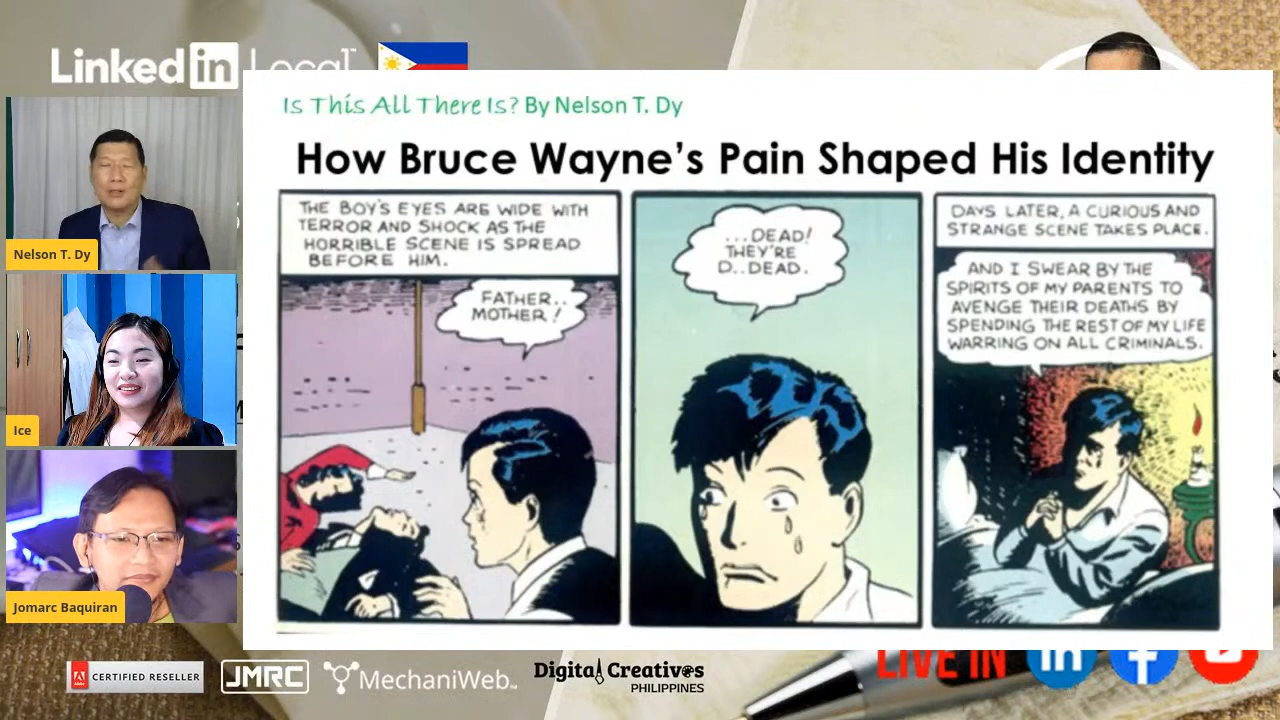 Linked in Local
Is This All There Is? By Nelson T. Dy
How Bruce Wayne's Pain Shaped His Identity
THE BOY'S EYES ARE WIDE WITH
TERROR AND SHOCK AS THE
HORRIBLE SCENE IS SPREAD
BEFORE HIM.
FATHER..
MOTHER!
...DEAD!
THEY'RE
D..DEAD.
DAYS LATER, A CURIOUS AND
STRANGE SCENE TAKES PLACE.
AND I SWEAR BY THE
SPIRITS OF MY PARENTS TO
AVENGE THEIR DEATHS BY
SPENDING THE REST OF MY LIFE
WARRING ON ALL CRIMINALS.
Nelson T. Dy
Ice
Jomarc Baquiran
CERTIFIED RESELLER
JMRC
MechaniWeb
Digital Creatives
PHILIPPINES
LIVE IN
in